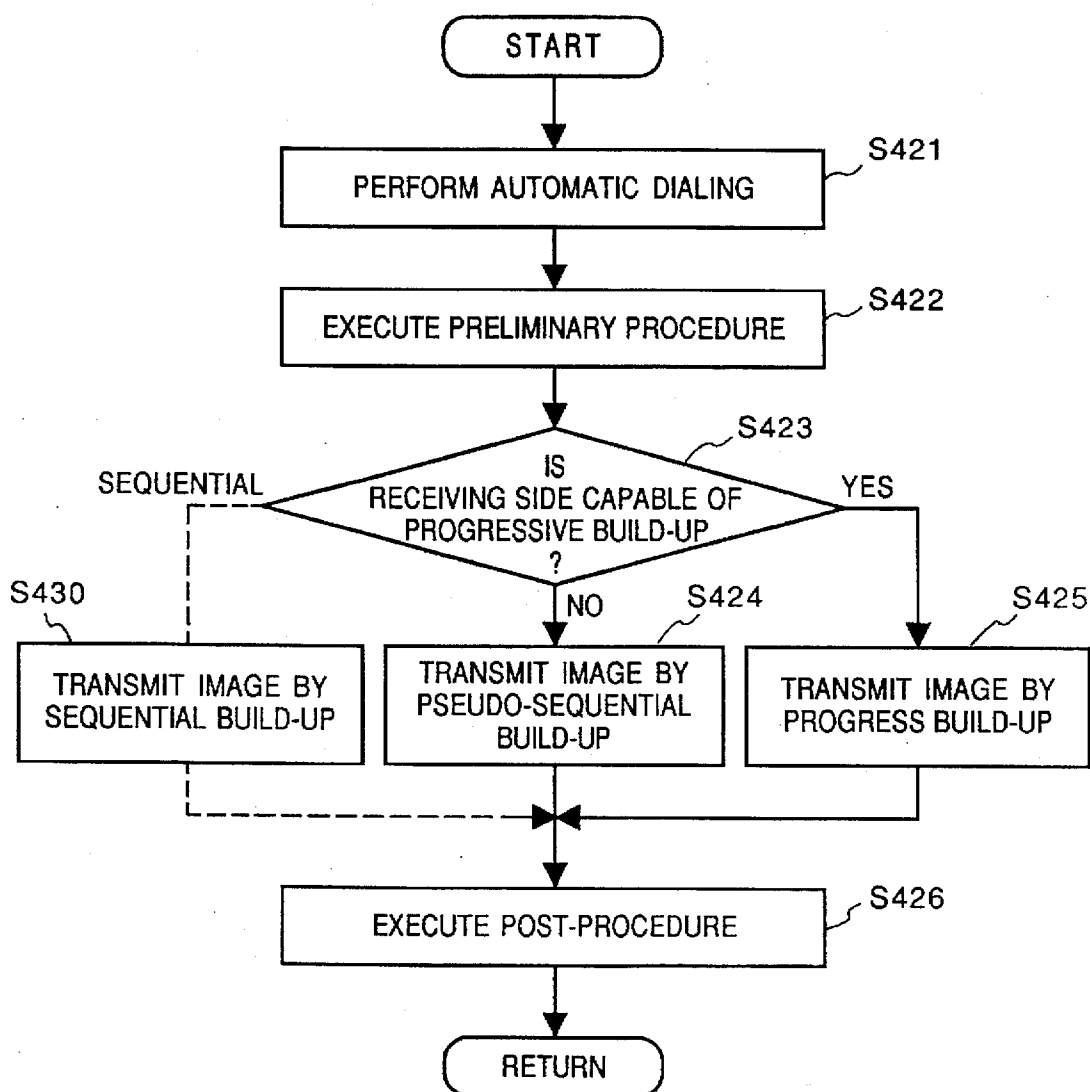 START
S421
PERFORM AUTOMATIC DIALING
S422
EXECUTE PRELIMINARY PROCEDURE
S423
SEQUENTIAL
IS
YES
RECEIVING SIDE CAPABLE OF
PROGRESSIVE BUILD-UP
?
NO
S430
S424
S425
TRANSMIT IMAGE BY
SEQUENTIAL BUILD-UP
TRANSMIT IMAGE BY
PSEUDO-SEQUENTIAL
BUILD-UP
TRANSMIT IMAGE BY
PROGRESS BUILD-UP
S426
EXECUTE POST-PROCEDURE
RETURN